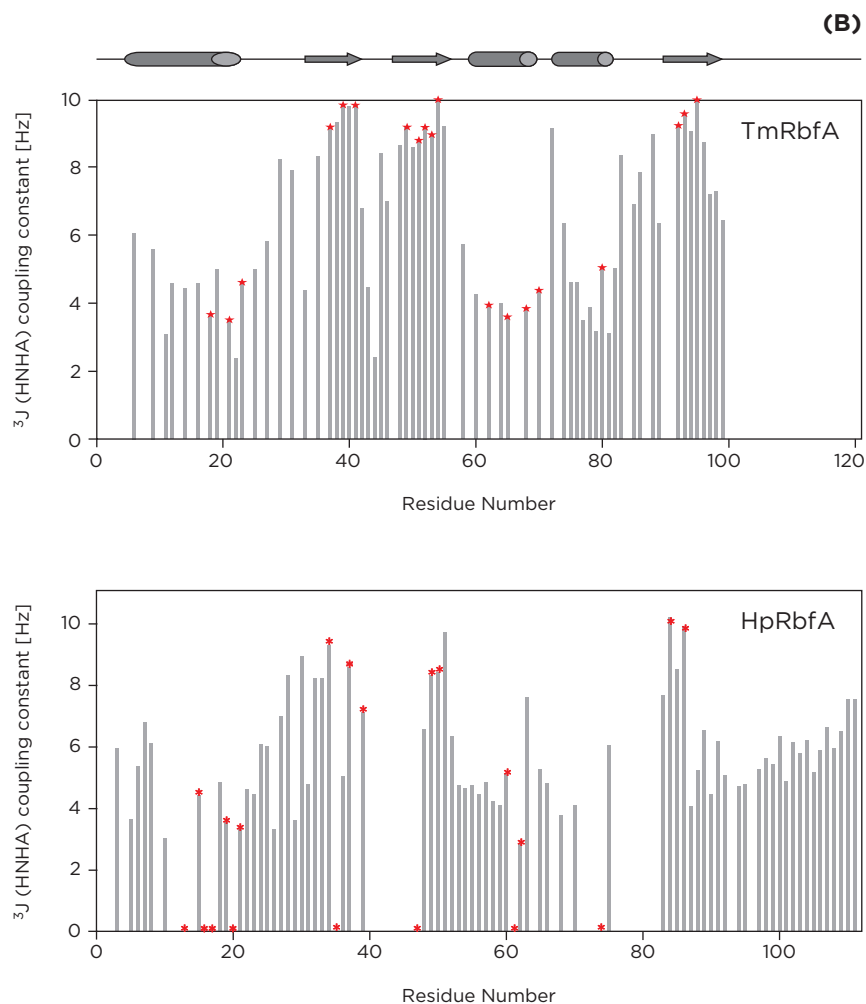 (B)
10
8
6
4
2
0
TmRbfA
³J (HNHA) coupling constant [Hz]
0 20 40 60 80 100 120
Residue Number
10
8
6
4
2
0
HpRbfA
³J (HNHA) coupling constant [Hz]
0 20 40 60 80 100
Residue Number